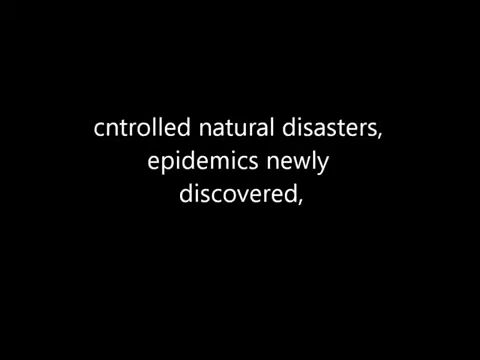 cntrolled natural disasters,
epidemics newly
discovered,